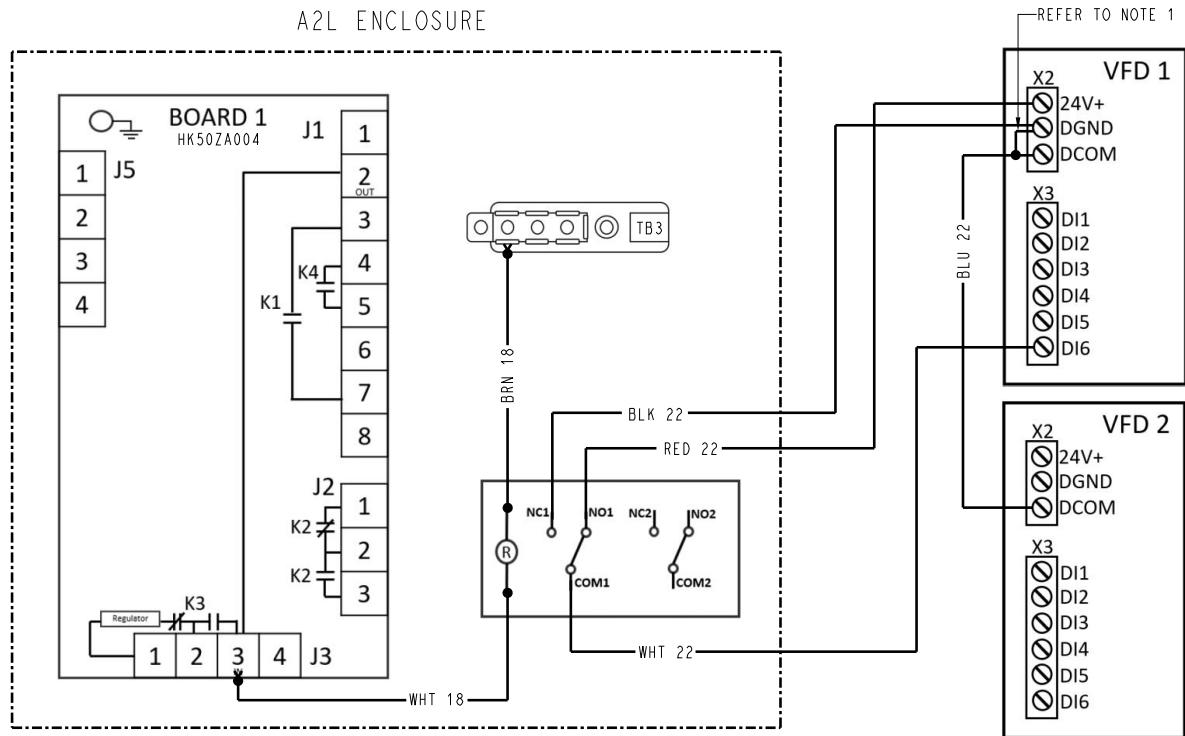 A2L ENCLOSURE
REFER TO NOTE 1
BOARD 1
HK50ZA004
J5
1
2
3
4
J1
1
2
OUT
3
4
5
6
7
8
K4
K1
J2
1
2
3
K2
K2
K3
Regulator
1
2
3
4
J3
TB3
BRN 18
WHT 18
BLK 22
RED 22
WHT 22
BLU 22
NC1
NO1
NC2
NO2
R
COM1
COM2
VFD 1
X2
24V+
DGND
DCOM
X3
DI1
DI2
DI3
DI4
DI5
DI6
VFD 2
X2
24V+
DGND
DCOM
X3
DI1
DI2
DI3
DI4
DI5
DI6